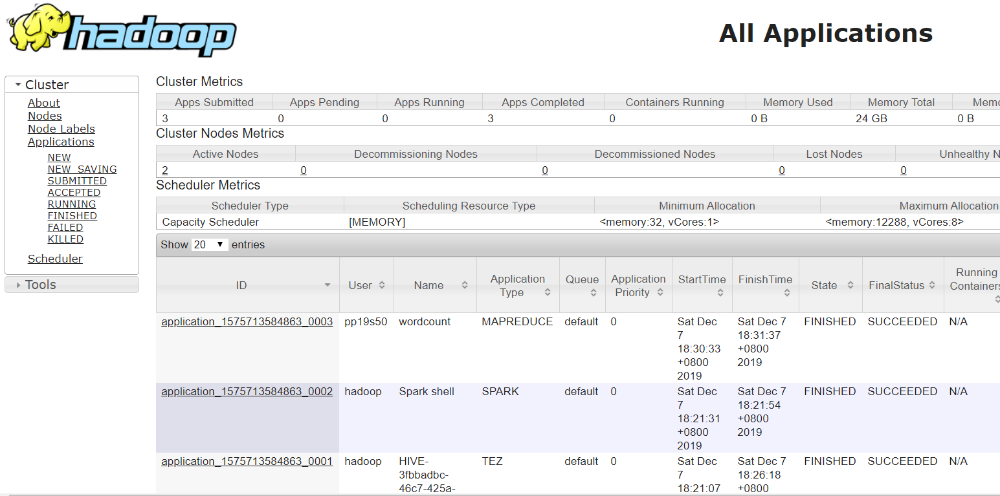 hadoop
All Applications
Cluster
About
Nodes
Node Labels
Applications
NEW
NEW_SAVING
SUBMITTED
ACCEPTED
RUNNING
FINISHED
FAILED
KILLED
Scheduler
Tools
Cluster Metrics
Apps Submitted Apps Pending Apps Running Apps Completed Containers Running Memory Used Memory Total
3 0 0 3 0 0 B 24 GB 0 B
Cluster Nodes Metrics
Active Nodes Decommissioning Nodes Decommissioned Nodes Lost Nodes Unhealthy N
2 0 0 0 0
Scheduler Metrics
Scheduler Type Scheduling Resource Type Minimum Allocation Maximum Allocation
Capacity Scheduler [MEMORY] <memory:32, vCores:1> <memory:12288, vCores:8>
Show 20 entries
ID User Name Application Type Queue Application Priority StartTime FinishTime State FinalStatus Running Containers
application_1575713584863_0003 pp19s50 wordcount MAPREDUCE default 0 Sat Dec 7 18:30:33 +0800 2019 Sat Dec 7 18:31:37 +0800 2019 FINISHED SUCCEEDED N/A
application_1575713584863_0002 hadoop Spark shell SPARK default 0 Sat Dec 7 18:21:31 +0800 2019 Sat Dec 7 18:21:54 +0800 2019 FINISHED SUCCEEDED N/A
application_1575713584863_0001 hadoop HIVE-3fbbadbc-46c7-425a- TEZ default 0 Sat Dec 7 18:21:07 Sat Dec 7 18:26:18 +0800 FINISHED SUCCEEDED N/A